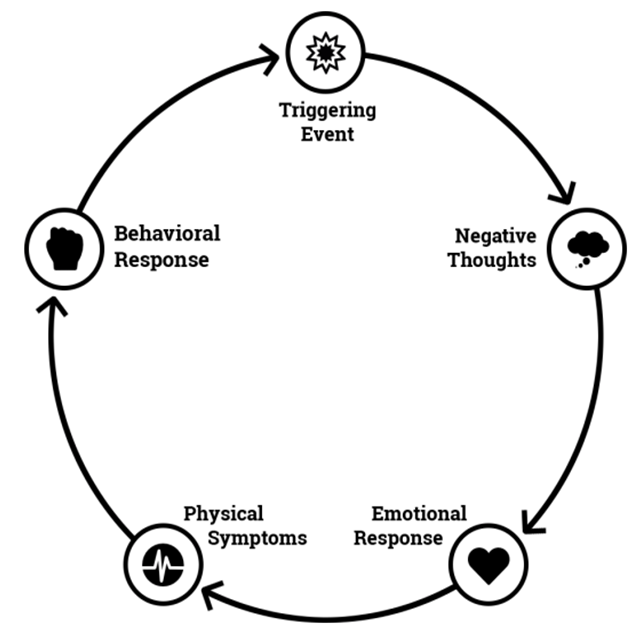 Triggering
Event
Negative
Thoughts
Emotional
Response
Physical
Symptoms
Behavioral
Response